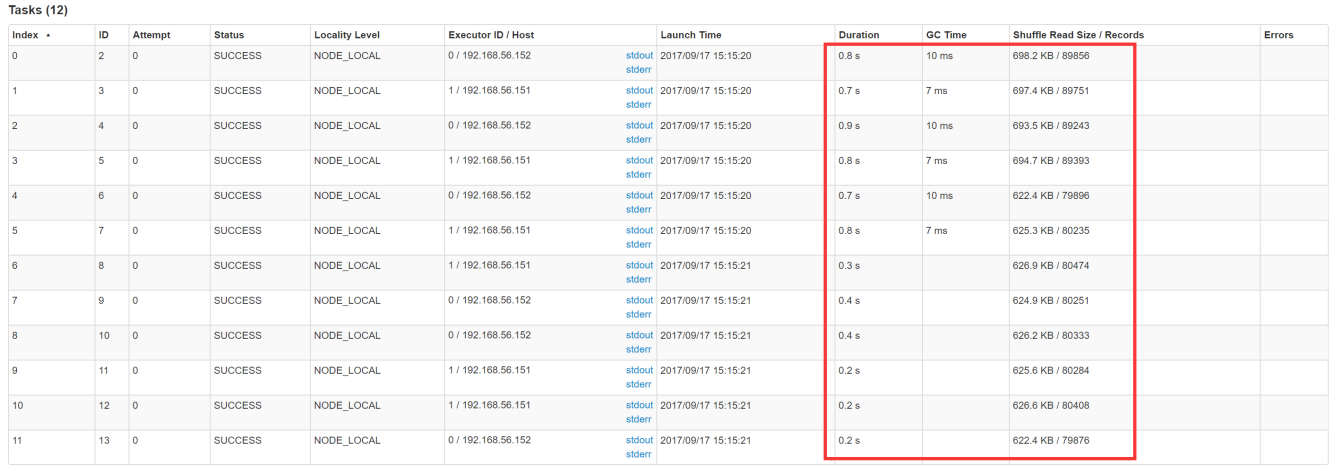 Tasks (12)
Index ID Attempt Status Locality Level Executor ID / Host Launch Time Duration GC Time Shuffle Read Size / Records Errors
0 2 0 SUCCESS NODE_LOCAL 0 / 192.168.56.152 stdout 2017/09/17 15:15:20 0.8 s 10 ms 698.2 KB / 89856
stderr
1 3 0 SUCCESS NODE_LOCAL 1 / 192.168.56.151 stdout 2017/09/17 15:15:20 0.7 s 7 ms 697.4 KB / 89751
stderr
2 4 0 SUCCESS NODE_LOCAL 0 / 192.168.56.152 stdout 2017/09/17 15:15:20 0.9 s 10 ms 693.5 KB / 89243
stderr
3 5 0 SUCCESS NODE_LOCAL 1 / 192.168.56.151 stdout 2017/09/17 15:15:20 0.8 s 7 ms 694.7 KB / 89393
stderr
4 6 0 SUCCESS NODE_LOCAL 0 / 192.168.56.152 stdout 2017/09/17 15:15:20 0.7 s 10 ms 622.4 KB / 79896
stderr
5 7 0 SUCCESS NODE_LOCAL 1 / 192.168.56.151 stdout 2017/09/17 15:15:20 0.8 s 7 ms 625.3 KB / 80235
stderr
6 8 0 SUCCESS NODE_LOCAL 1 / 192.168.56.151 stdout 2017/09/17 15:15:21 0.3 s 626.9 KB / 80474
stderr
7 9 0 SUCCESS NODE_LOCAL 0 / 192.168.56.152 stdout 2017/09/17 15:15:21 0.4 s 624.9 KB / 80251
stderr
8 10 0 SUCCESS NODE_LOCAL 0 / 192.168.56.152 stdout 2017/09/17 15:15:21 0.4 s 626.2 KB / 80333
stderr
9 11 0 SUCCESS NODE_LOCAL 1 / 192.168.56.151 stdout 2017/09/17 15:15:21 0.2 s 625.6 KB / 80284
stderr
10 12 0 SUCCESS NODE_LOCAL 1 / 192.168.56.151 stdout 2017/09/17 15:15:21 0.2 s 626.6 KB / 80408
stderr
11 13 0 SUCCESS NODE_LOCAL 0 / 192.168.56.152 stdout 2017/09/17 15:15:21 0.2 s 622.4 KB / 79876
stderr